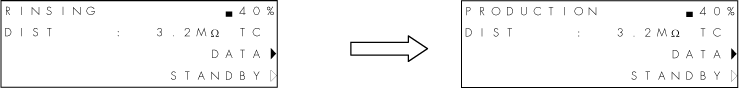 RINSING ▄ 40%
DIST : 3.2MΩ TC
DATA
STANDBY
PRODUCTION ▄ 40%
DIST : 3.2MΩ TC
DATA
STANDBY